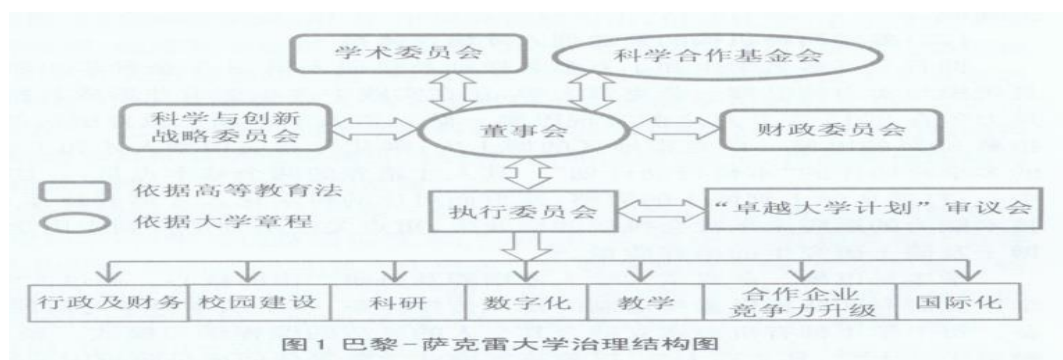 学术委员会
科学合作基金会
科学与创新
战略委员会
董事会
财政委员会
依据高等教育法
依据大学章程
执行委员会
“卓越大学计划”审议会
行政及财务
校园建设
科研
数字化
教学
合作企业
竞争力升级
国际化
图1 巴黎-萨克雷大学治理结构图